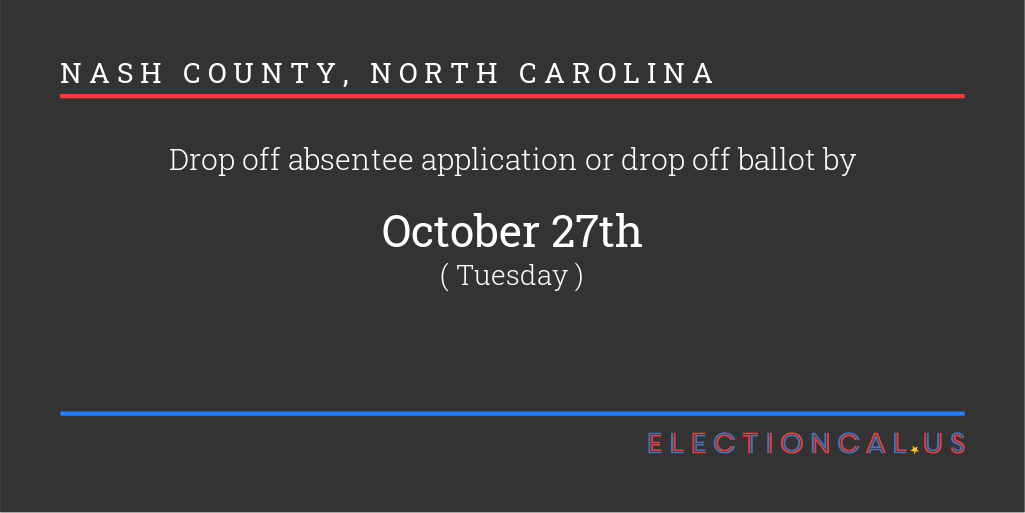 NASH COUNTY, NORTH CAROLINA
Drop off absentee application or drop off ballot by
October 27th
( Tuesday )
ELECTIONCAL.US